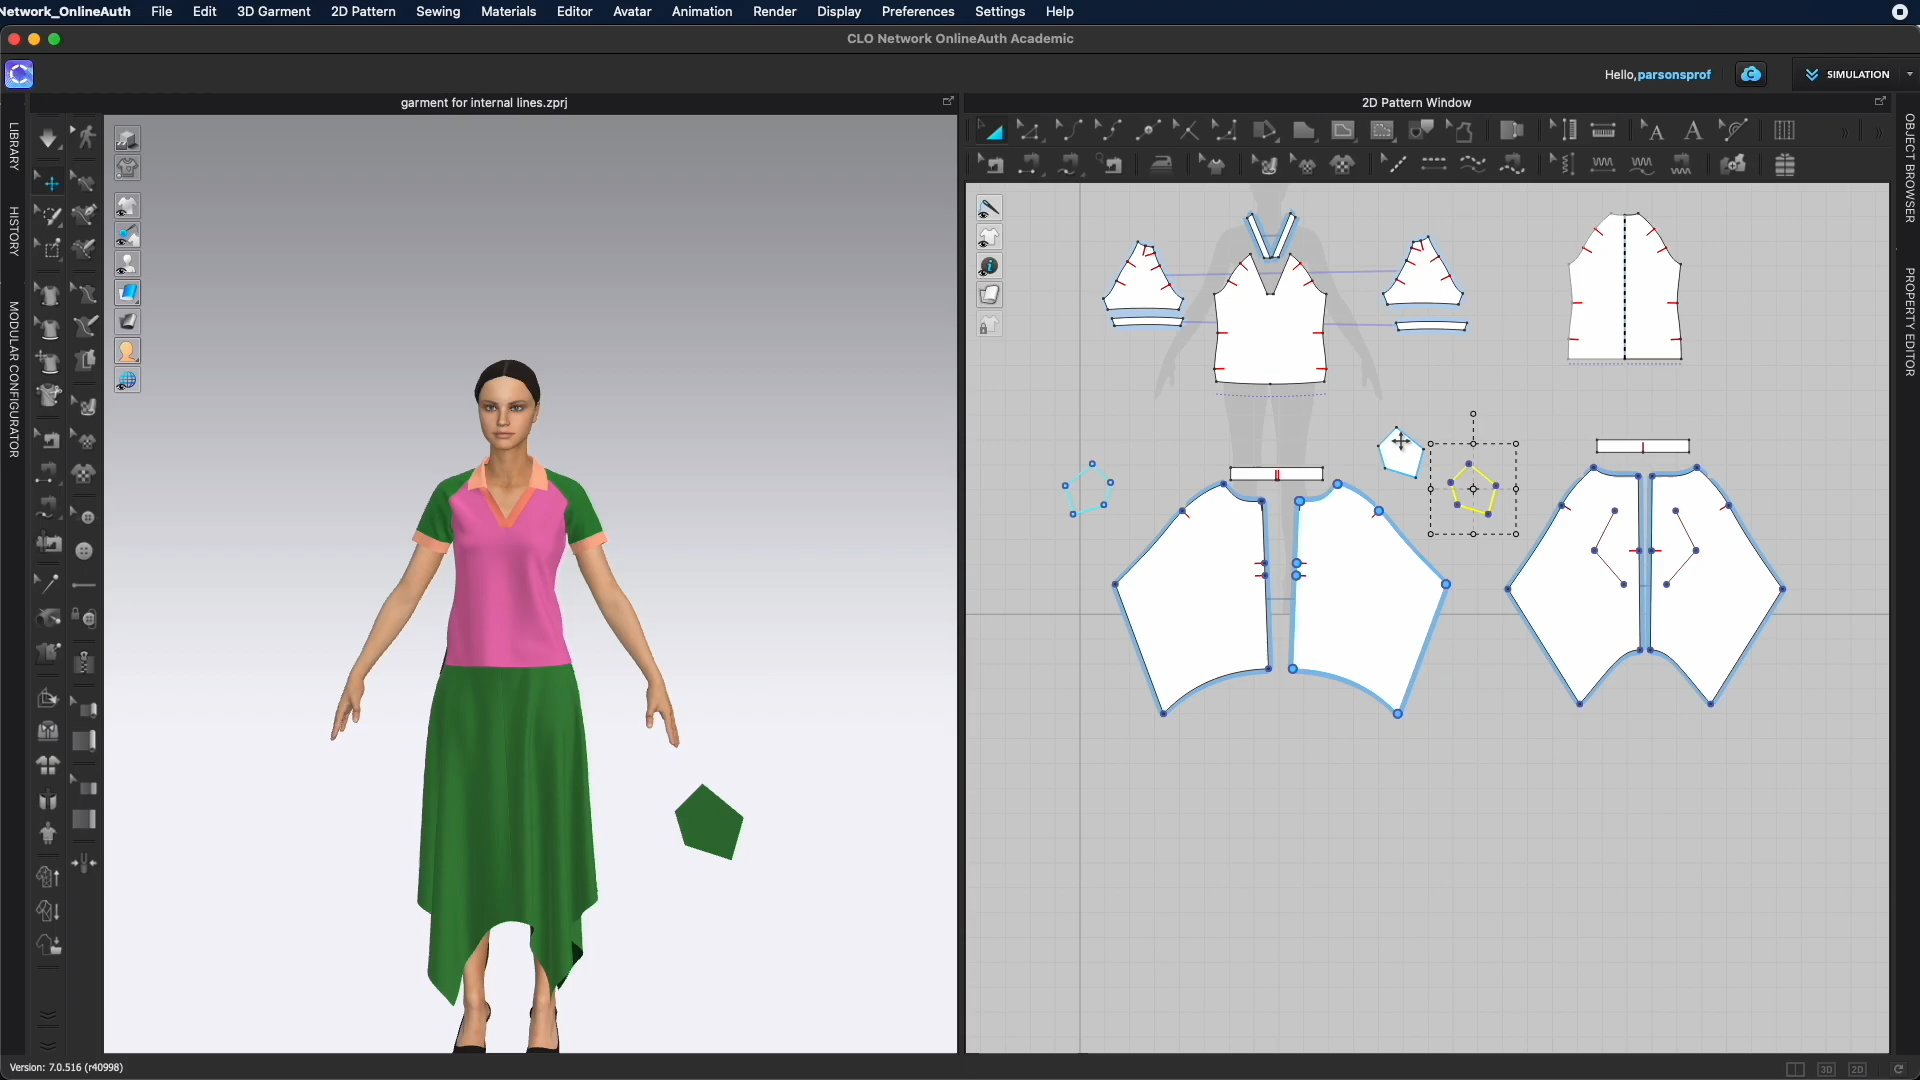 Network_OnlineAuth File Edit 3D Garment 2D Pattern Sewing Materials Editor Avatar Animation Render Display Preferences Settings Help
CLO Network OnlineAuth Academic
Hello,parsonsprof
SIMULATION
garment for internal lines.zprj
2D Pattern Window
LIBRARY
HISTORY
MODULAR CONFIGURATOR
OBJECT BROWSER
PROPERTY EDITOR
A A
Version: 7.0.516 (r40998)
3D 2D